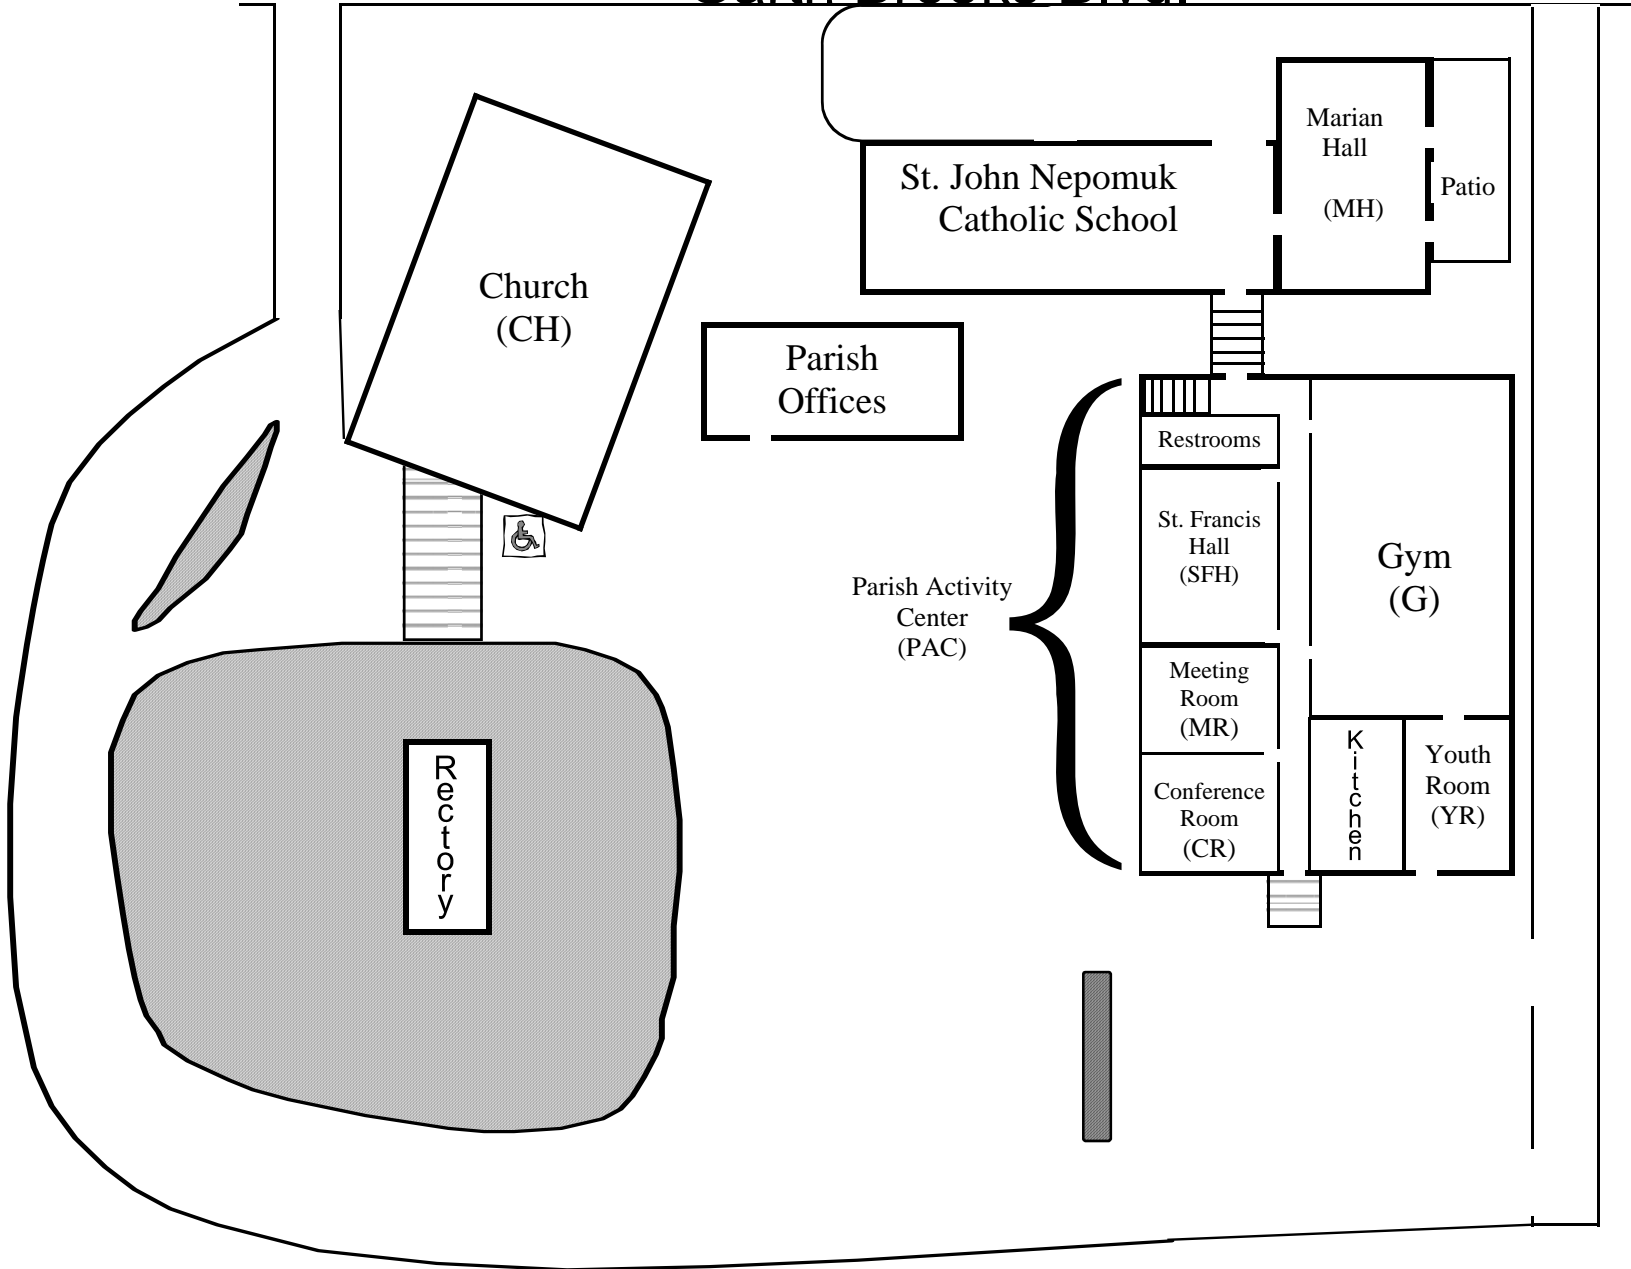 Marian
Hall
(MH)
Patio
St. John Nepomuk
Catholic School
Church
(CH)
Parish
Offices
Restrooms
St. Francis
Hall
(SFH)
Gym
(G)
Parish Activity
Center
(PAC)
Meeting
Room
(MR)
Conference
Room
(CR)
Kitchen
Youth
Room
(YR)
Rectory